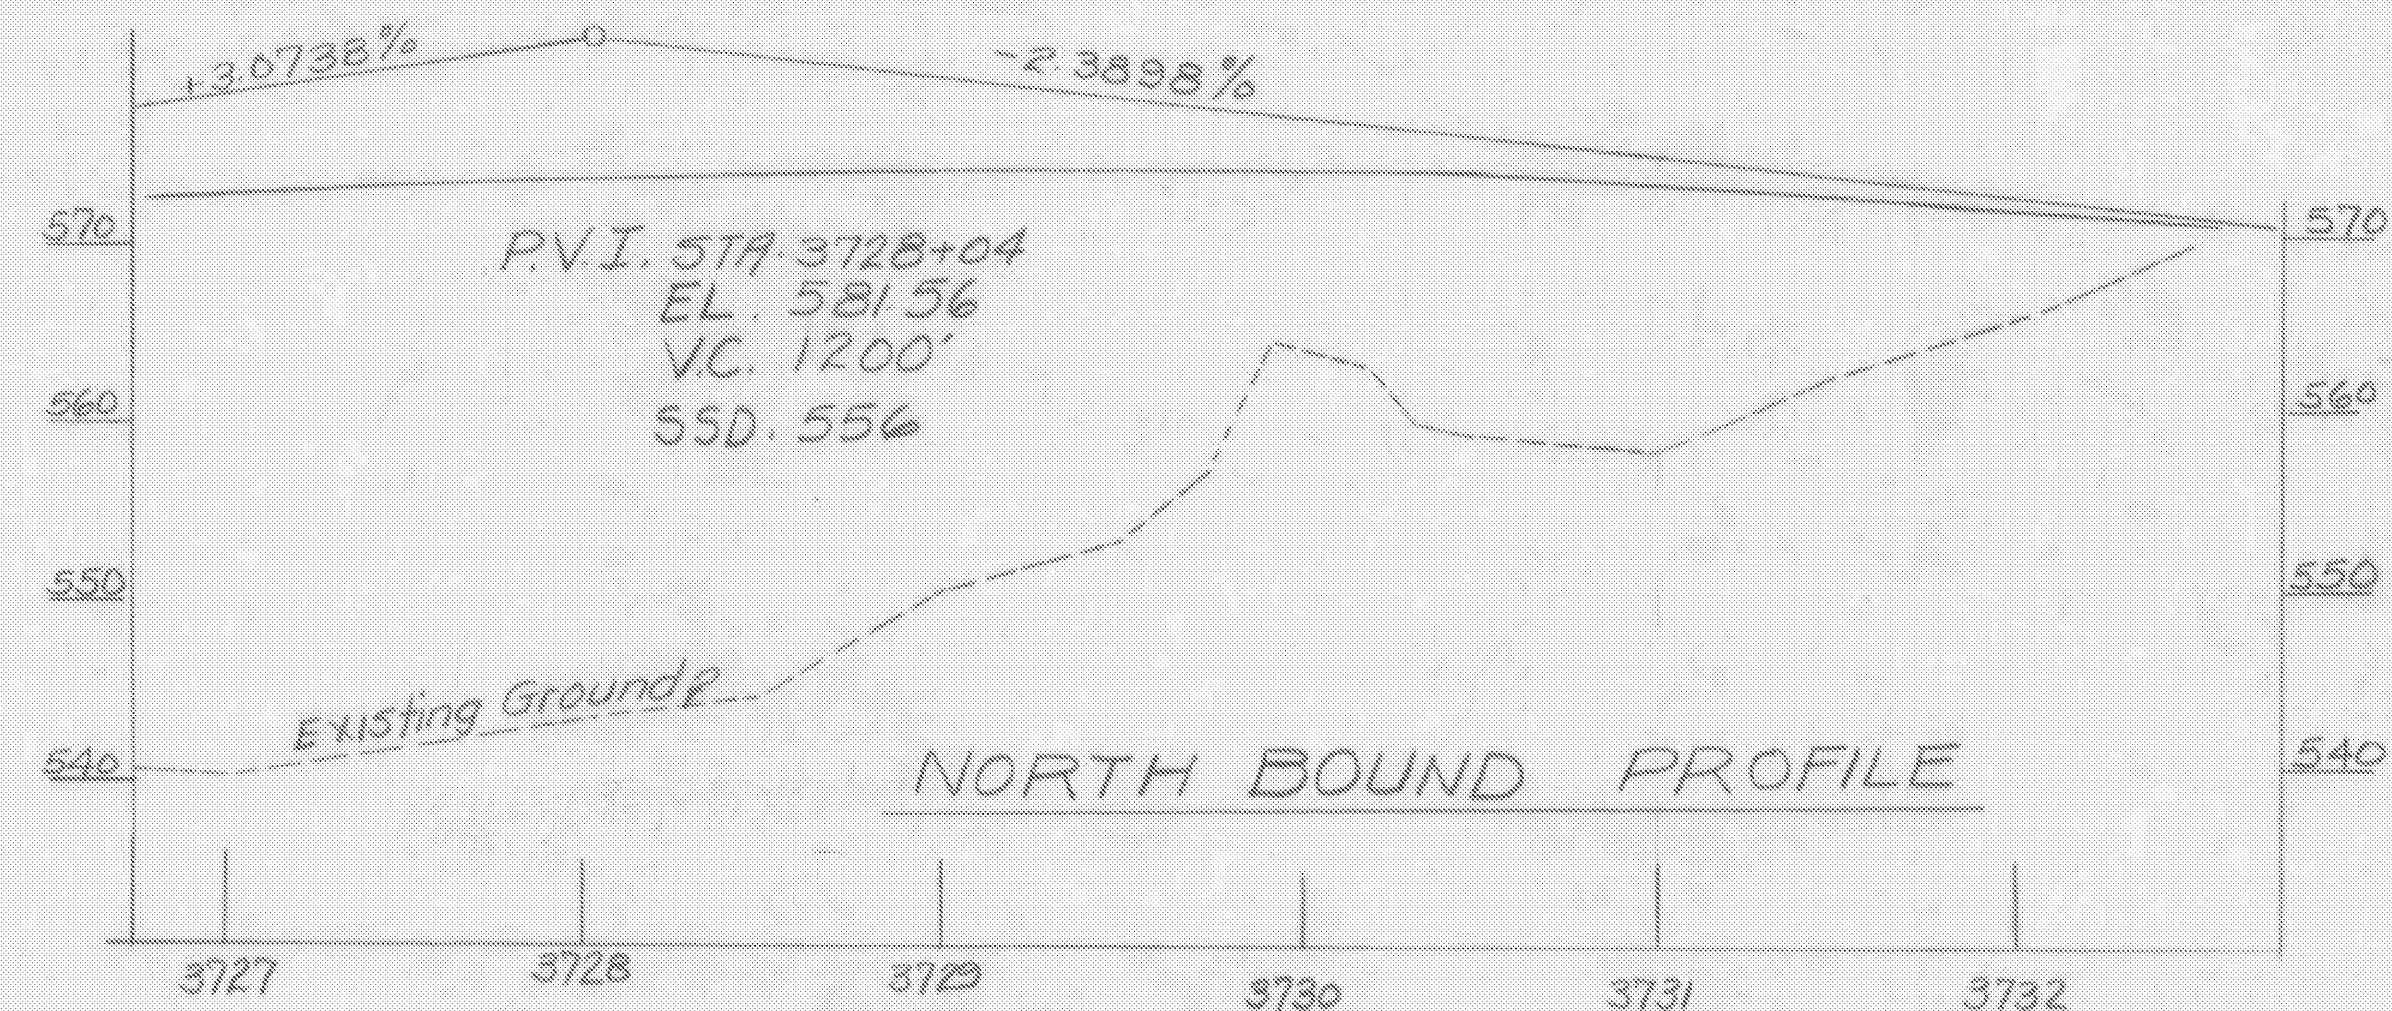 +3.0738%
-2.3898%
570
570
P.V.I. STA. 3728+04
EL. 581.56
V.C. 1200'
SSD. 556
560
560
550
550
Existing Ground
540
540
NORTH BOUND PROFILE
3727
3728
3729
3730
3731
3732